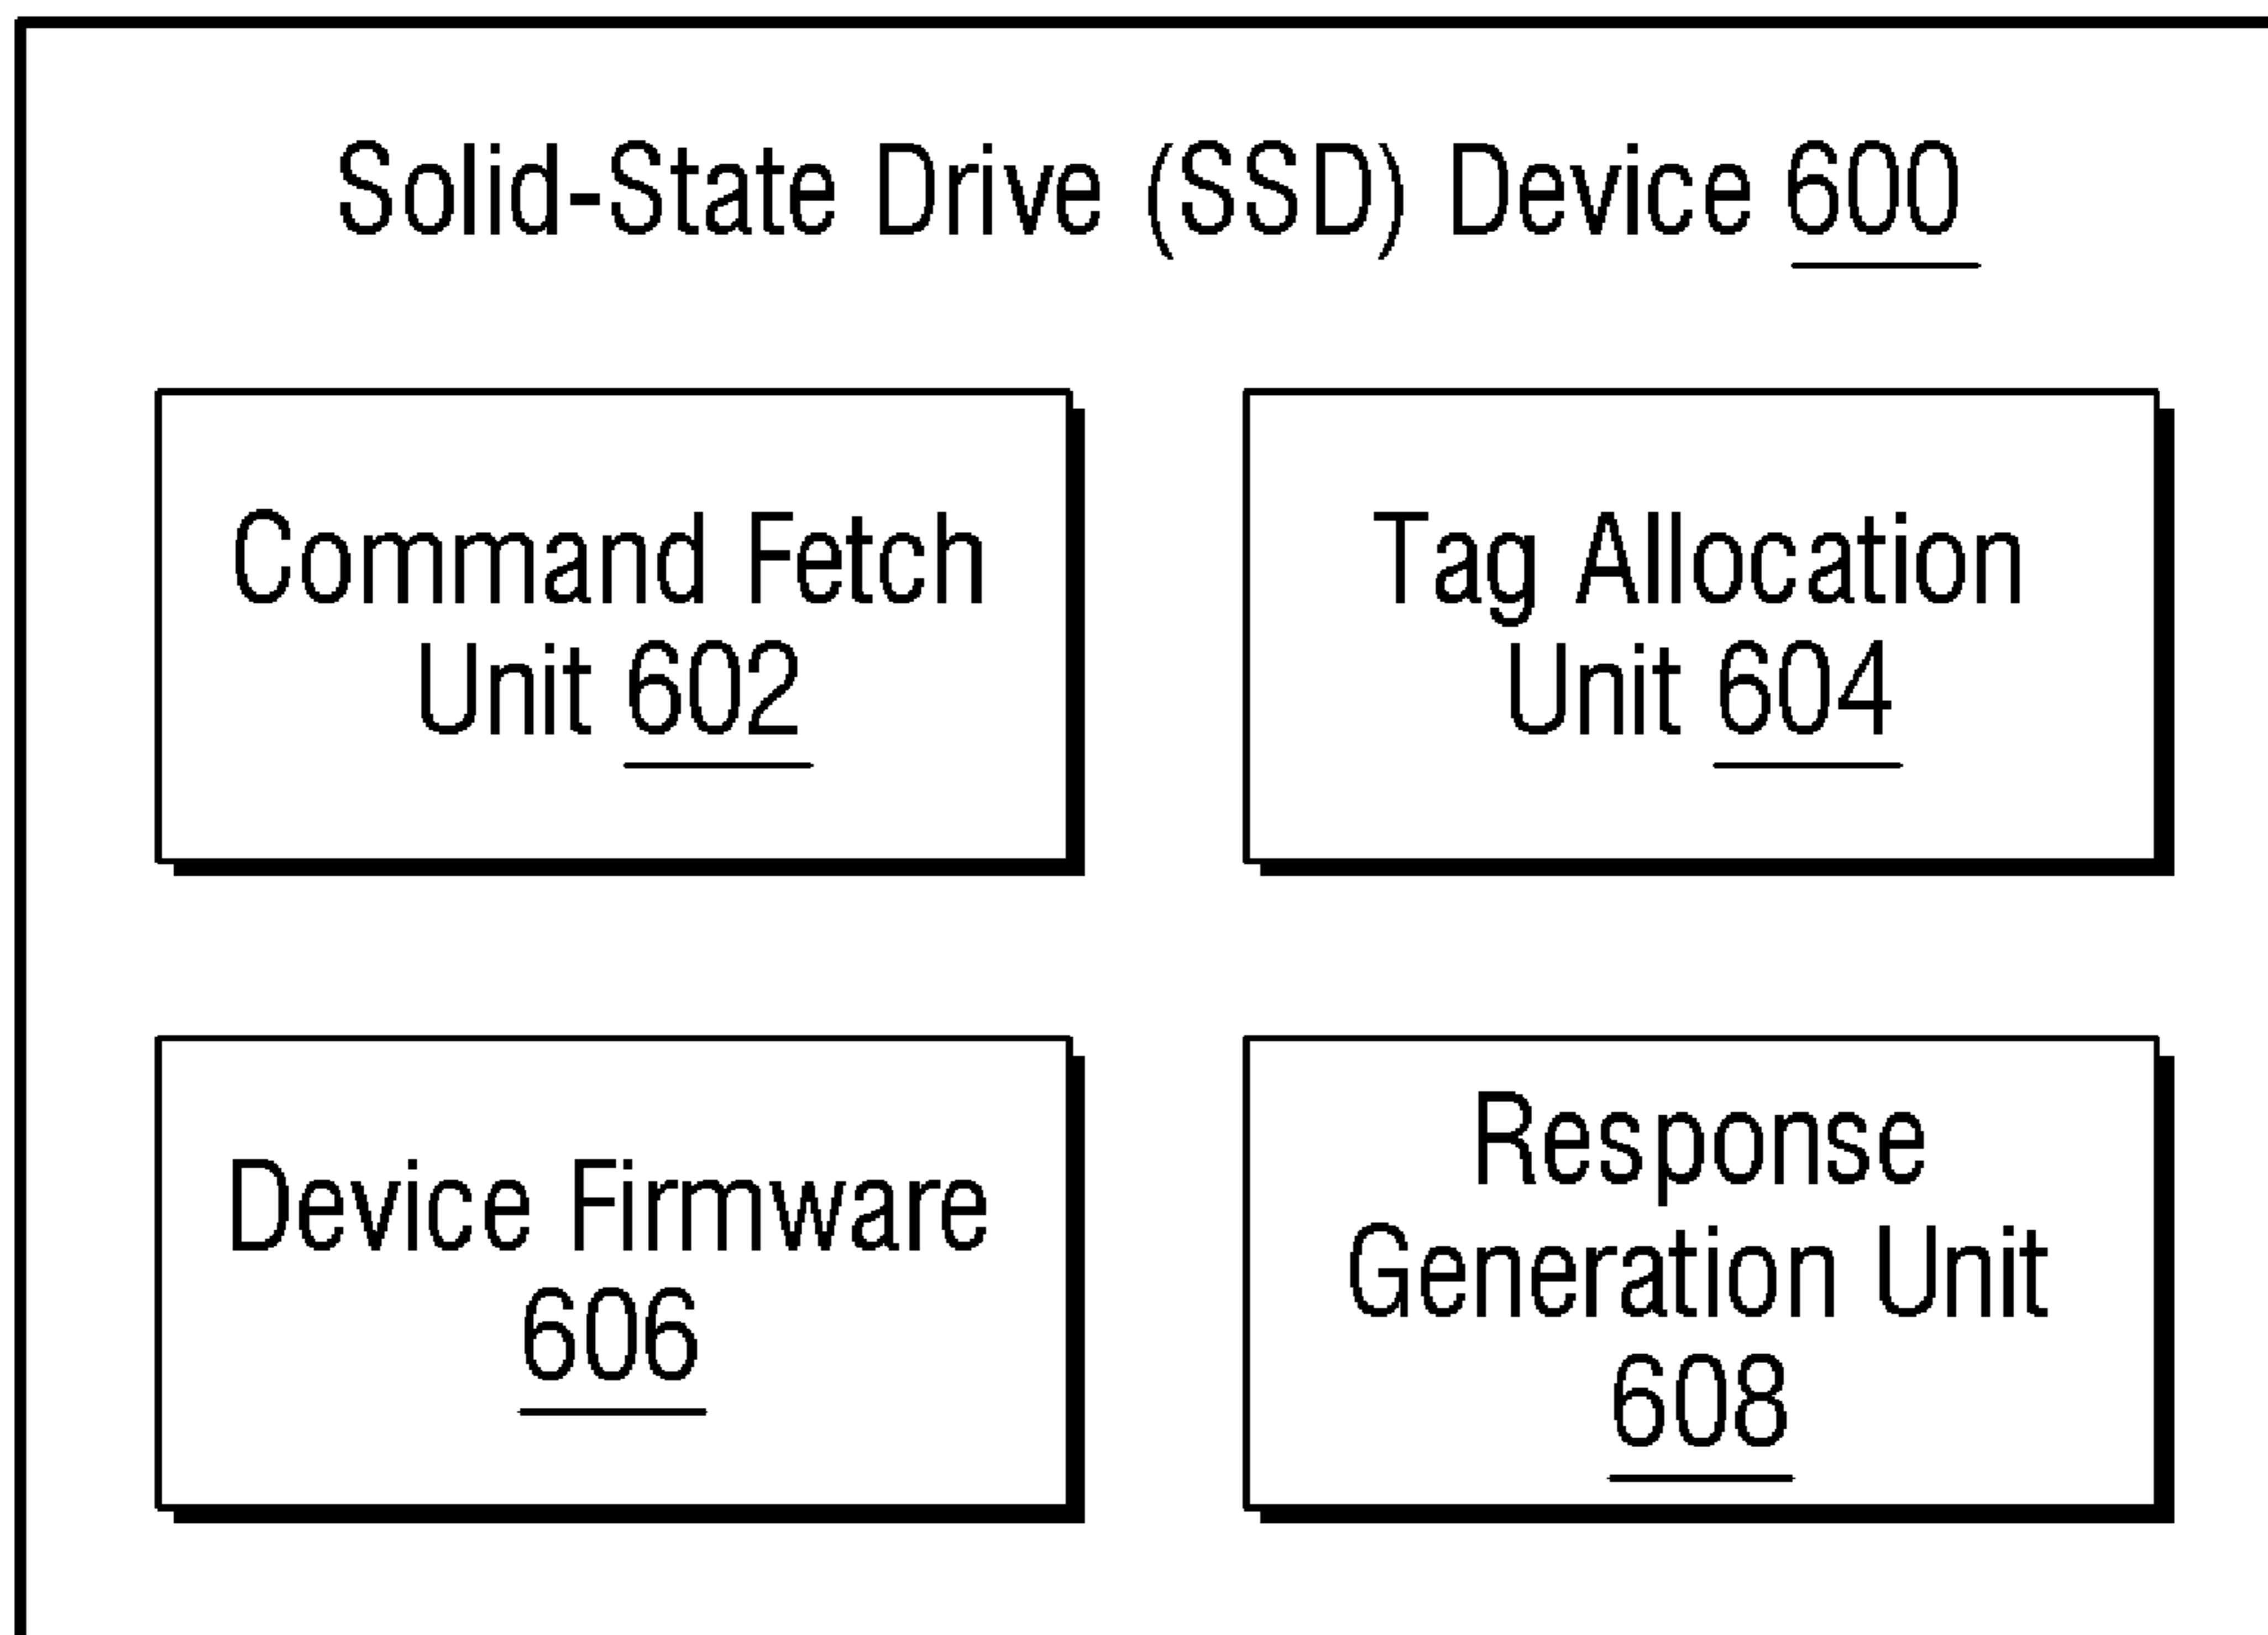 Solid-State Drive (SSD) Device 600
Command Fetch
Unit 602
Tag Allocation
Unit 604
Device Firmware
606
Response
Generation Unit
608